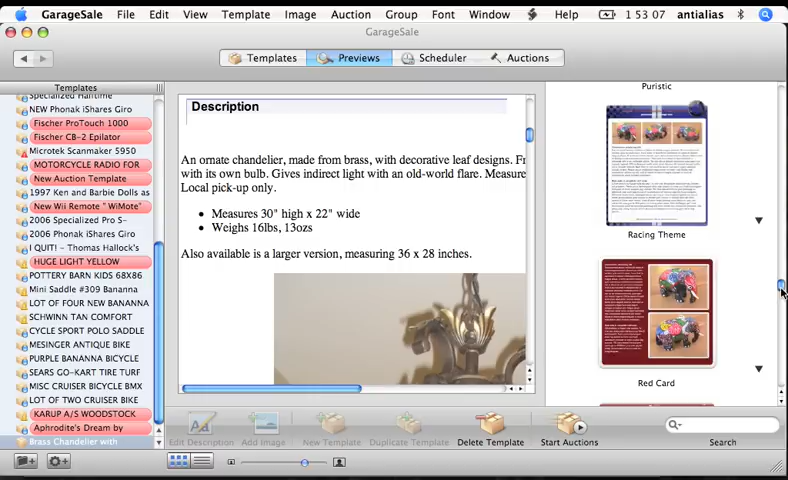 GarageSale File Edit View Template Image Auction Group Font Window Help 1 53 07 antialias
GarageSale
Templates Previews Scheduler Auctions
Templates
Specialized Halftime
NEW Phonak iShares Giro
Fischer ProTouch 1000
Fischer CB-2 Epilator
Microtek Scanmaker 5950
MOTORCYCLE RADIO FOR
New Auction Template
1997 Ken and Barbie Dolls as
New Wii Remote " WiMote"
2006 Specialized Pro S-
2006 Phonak iShares Giro
I QUIT! - Thomas Hallock's
HUGE LIGHT YELLOW
POTTERY BARN KIDS 68X86
Mini Saddle #309 Banana
LOT OF FOUR NEW BANANNA
SCHWINN TAN COMFORT
CYCLE SPORT POLO SADDLE
MESINGER ANTIQUE BIKE
PURPLE BANANNA BICYCLE
SEARS GO-KART TIRE TURF
MISC CRUISER BICYCLE BMX
LOT OF TWO CRUISER BIKE
KARUP A/S WOODSTOCK
Aphrodite's Dream by
Brass Chandelier with
Description
An ornate chandelier, made from brass, with decorative leaf designs. Fr
with its own bulb. Gives indirect light with an old-world flare. Measure
Local pick-up only.
• Measures 30" high x 22" wide
• Weighs 16lbs, 13ozs
Also available is a larger version, measuring 36 x 28 inches.
Puristic
Racing Theme
Red Card
Edit Description Add Image New Template Duplicate Template Delete Template Start Auctions Search